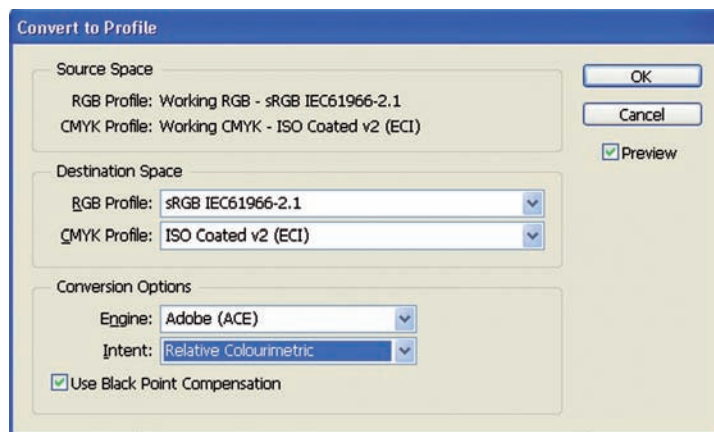 Convert to Profile
Source Space
RGB Profile: Working RGB - sRGB IEC61966-2.1
CMYK Profile: Working CMYK - ISO Coated v2 (ECI)
OK
Cancel
Preview
Destination Space
RGB Profile: sRGB IEC61966-2.1
CMYK Profile: ISO Coated v2 (ECI)
Conversion Options
Engine: Adobe (ACE)
Intent: Relative Colourimetric
Use Black Point Compensation